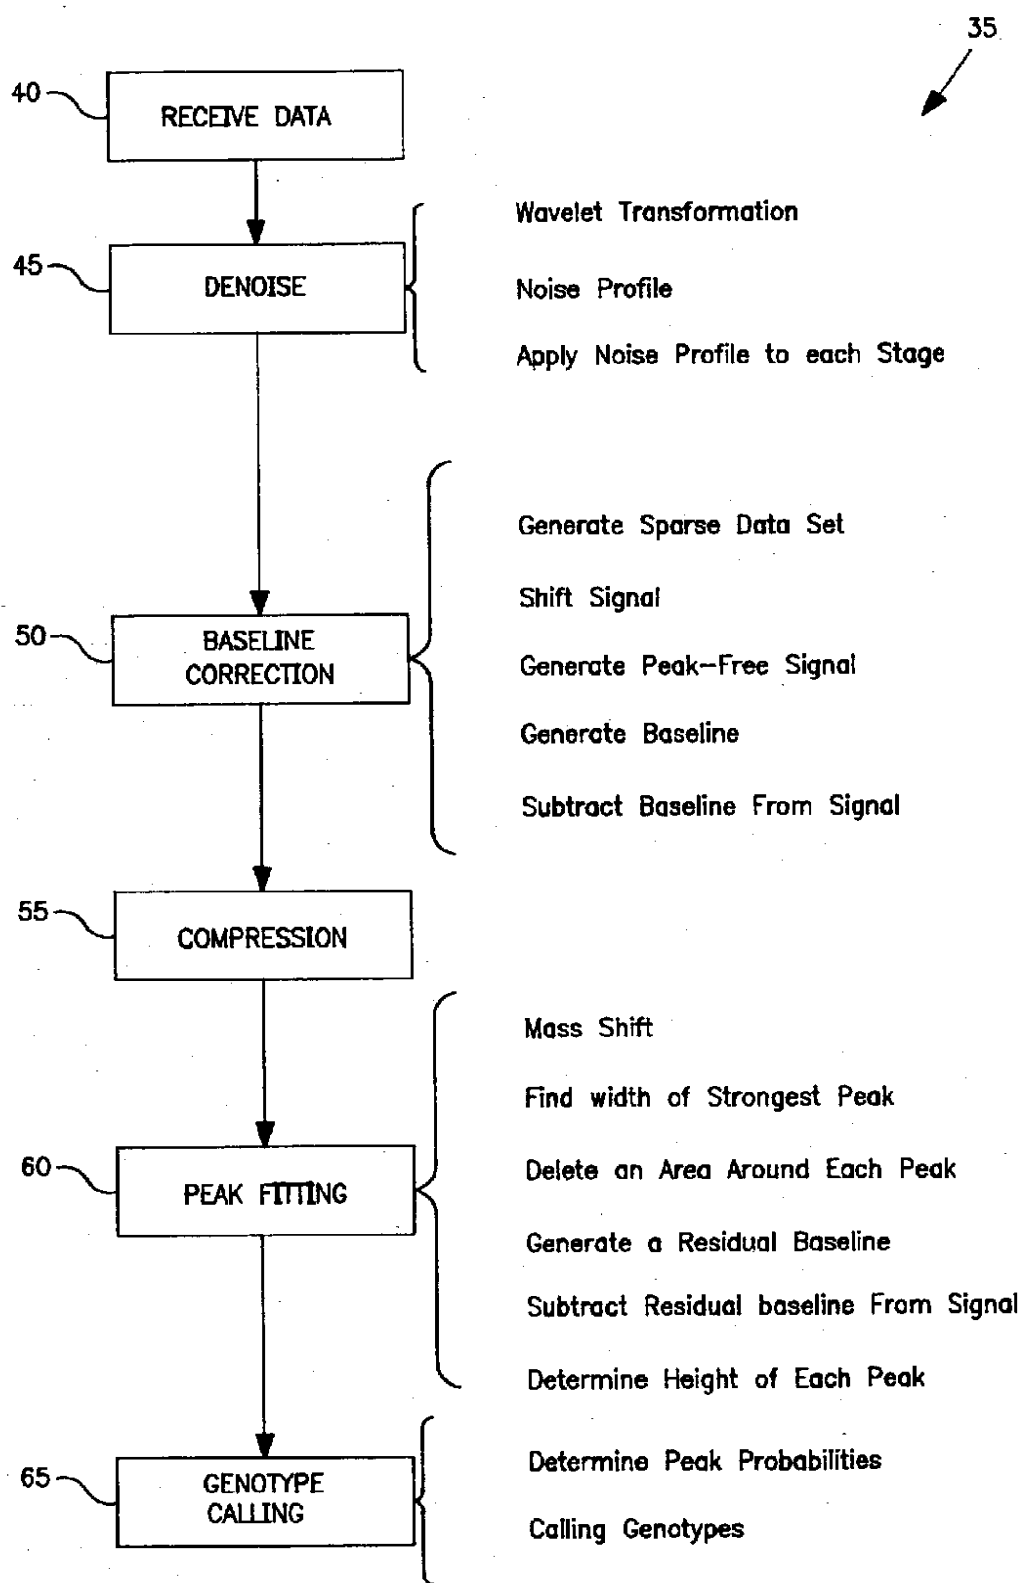 35
40
RECEIVE DATA
Wavelet Transformation
45
DENOISE
Noise Profile
Apply Noise Profile to each Stage
Generate Sparse Data Set
Shift Signal
50
BASELINE
CORRECTION
Generate Peak-Free Signal
Generate Baseline
Subtract Baseline From Signal
55
COMPRESSION
Mass Shift
Find width of Strongest Peak
60
PEAK FITTING
Delete an Area Around Each Peak
Generate a Residual Baseline
Subtract Residual baseline From Signal
Determine Height of Each Peak
65
GENOTYPE
CALLING
Determine Peak Probabilities
Calling Genotypes